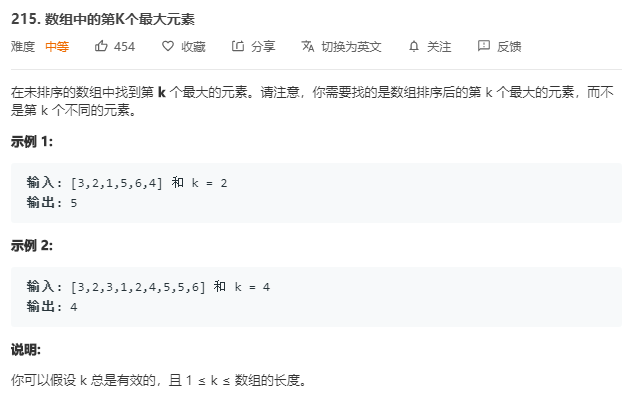 215. 数组中的第K个最大元素
难度 中等 454 收藏 分享 切换为英文 关注 反馈
在未排序的数组中找到第 k 个最大的元素。请注意，你需要找的是数组排序后的第 k 个最大的元素，而不
是第 k 个不同的元素。
示例 1:
输入: [3,2,1,5,6,4] 和 k = 2
输出: 5
示例 2:
输入: [3,2,3,1,2,4,5,5,6] 和 k = 4
输出: 4
说明:
你可以假设 k 总是有效的，且 1 ≤ k ≤ 数组的长度。